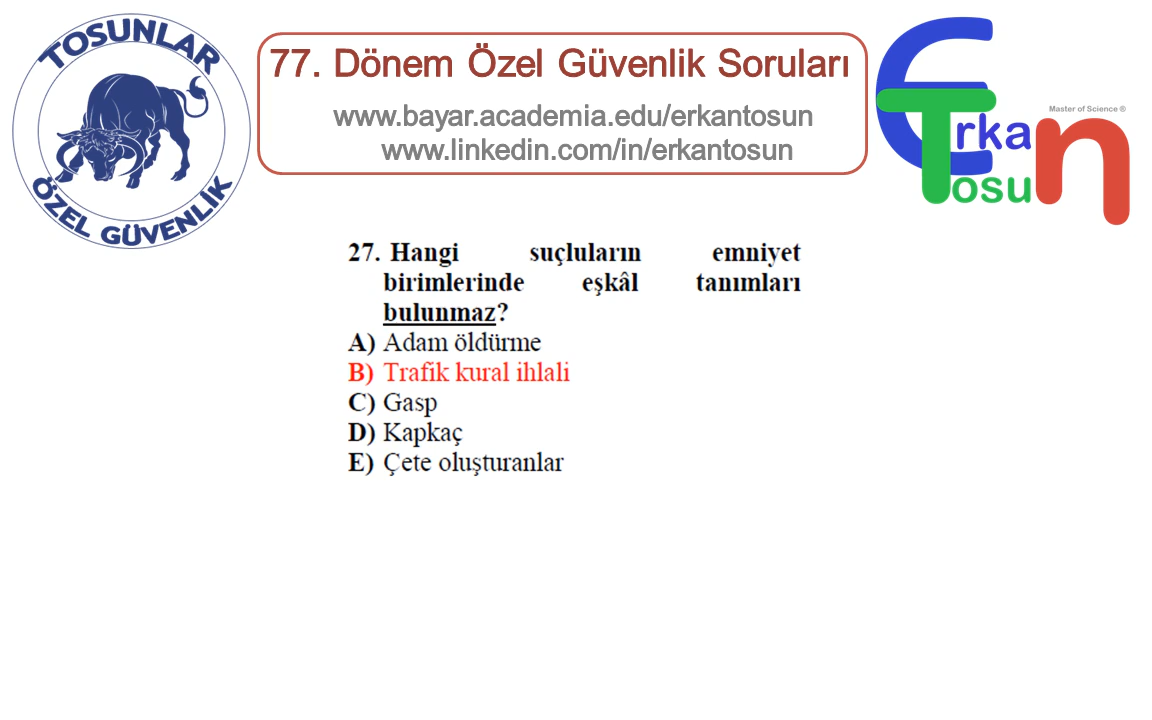 TOSUNLAR
ÖZEL GÜVENLİK
77. Dönem Özel Güvenlik Soruları
www.bayar.academia.edu/erkantosun
www.linkedin.com/in/erkantosun
Master of Science ®
Erkan
Tosun
27. Hangi suçluların emniyet
birimlerinde eşkâl tanımları
bulunmaz?
A) Adam öldürme
B) Trafik kural ihlali
C) Gasp
D) Kapkaç
E) Çete oluşturanlar